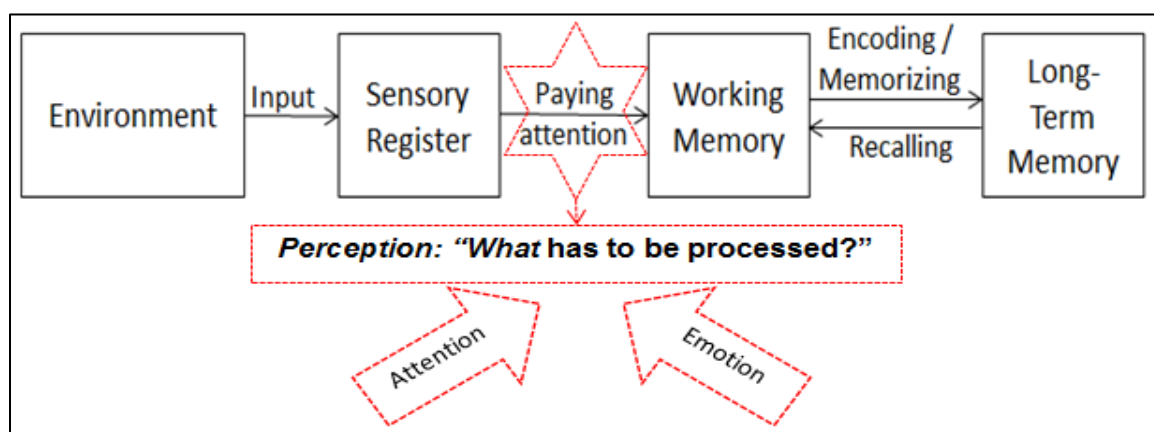 Environment
Input
Sensory
Register
Paying
attention
Working
Memory
Encoding /
Memorizing
Recalling
Long-
Term
Memory
Perception: “What has to be processed?”
Attention
Emotion